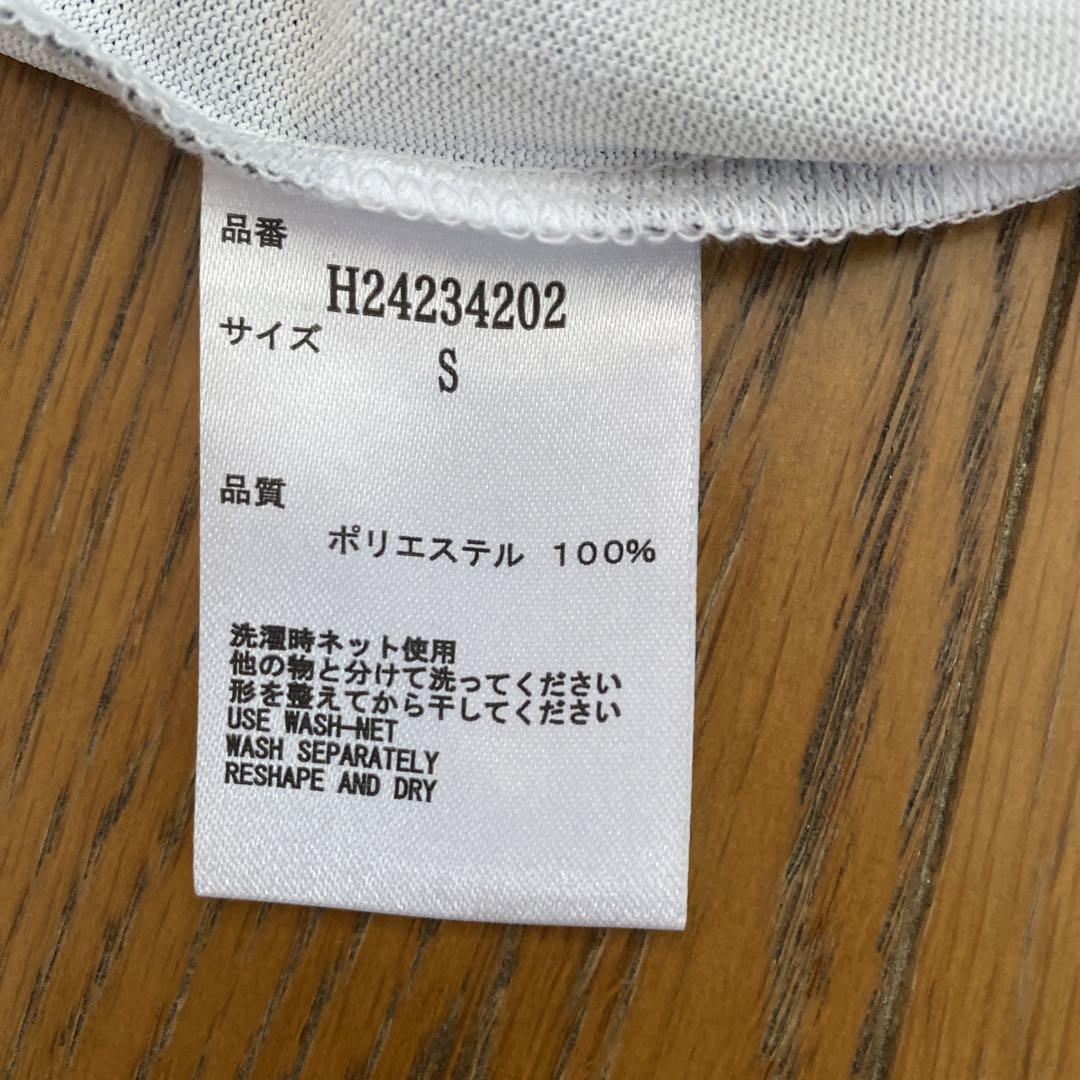 品番
H24234202
サイズ
S
品質
ポリエステル 100%
洗濯時ネット使用
他の物と分けて洗ってください
形を整えてから干してください
USE WASH-NET
WASH SEPARATELY
RESHAPE AND DRY